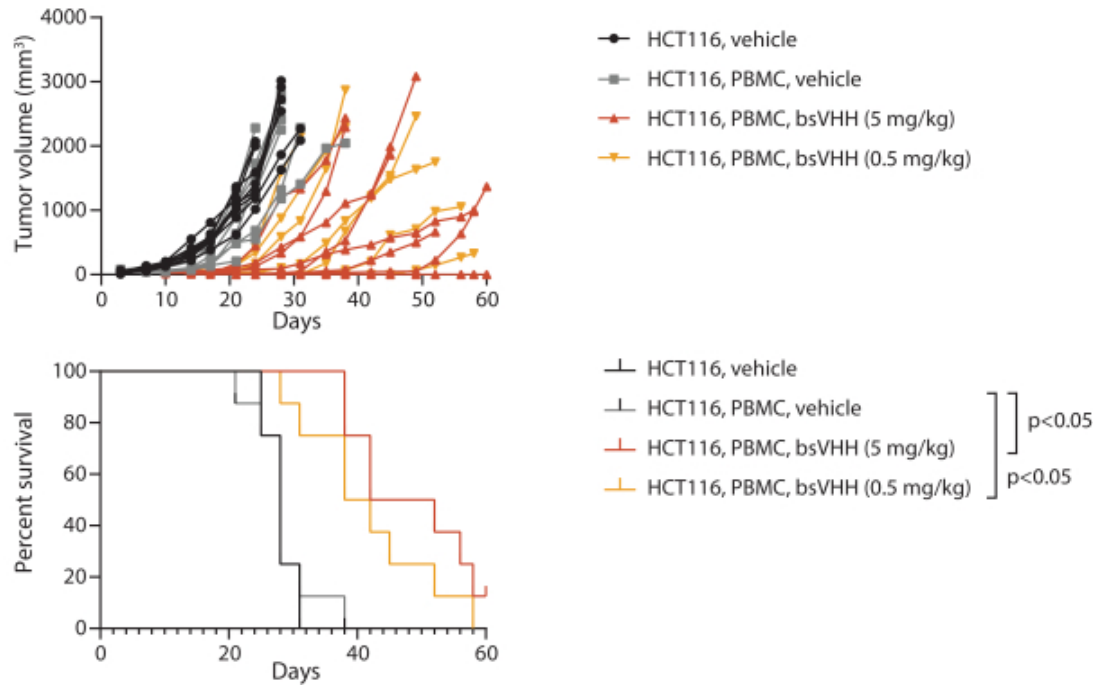 4000
3000
2000
1000
0
Tumor volume (mm³)
0 10 20 30 40 50 60
Days
HCT116, vehicle
HCT116, PBMC, vehicle
HCT116, PBMC, bsVHH (5 mg/kg)
HCT116, PBMC, bsVHH (0.5 mg/kg)
100
80
60
40
20
0
Percent survival
0 20 40 60
Days
HCT116, vehicle
HCT116, PBMC, vehicle
HCT116, PBMC, bsVHH (5 mg/kg)
HCT116, PBMC, bsVHH (0.5 mg/kg)
p<0.05
p<0.05